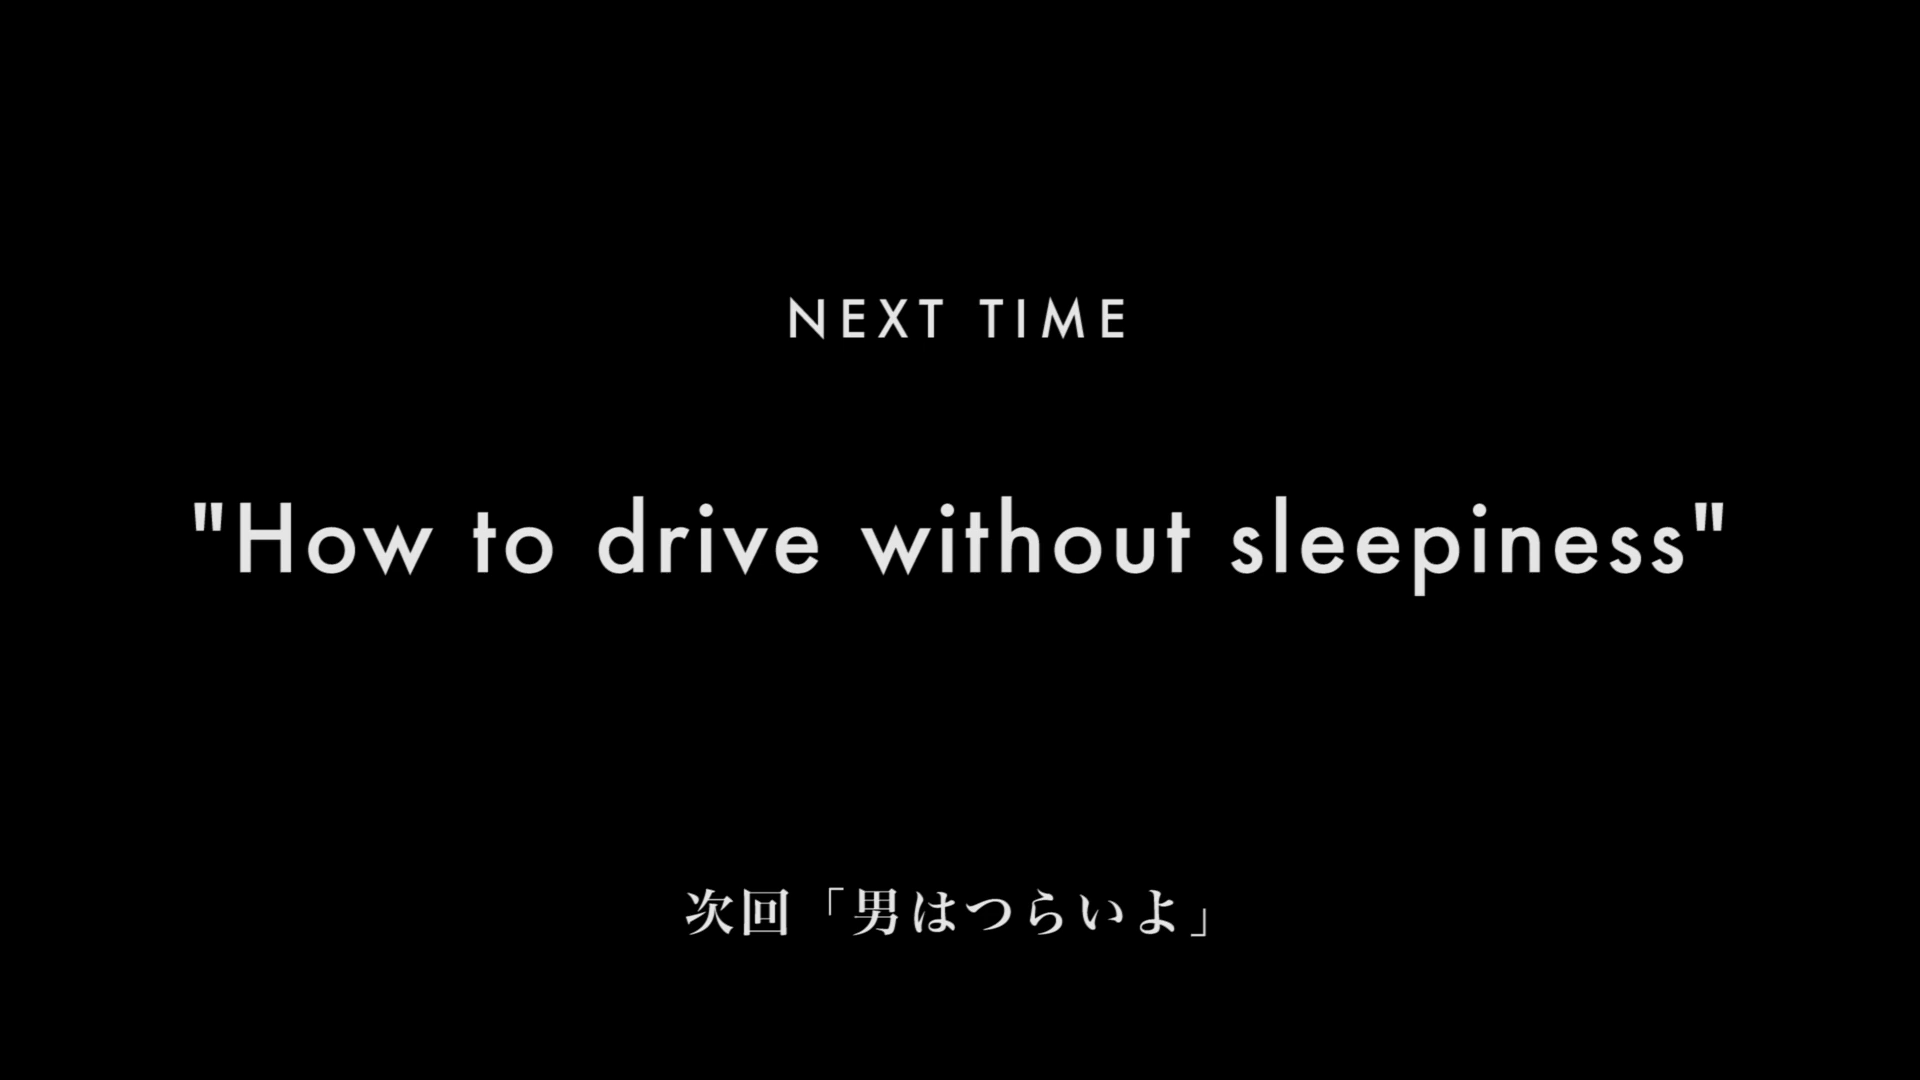 NEXT TIME
"How to drive without sleepiness"
次回「男はつらいよ」